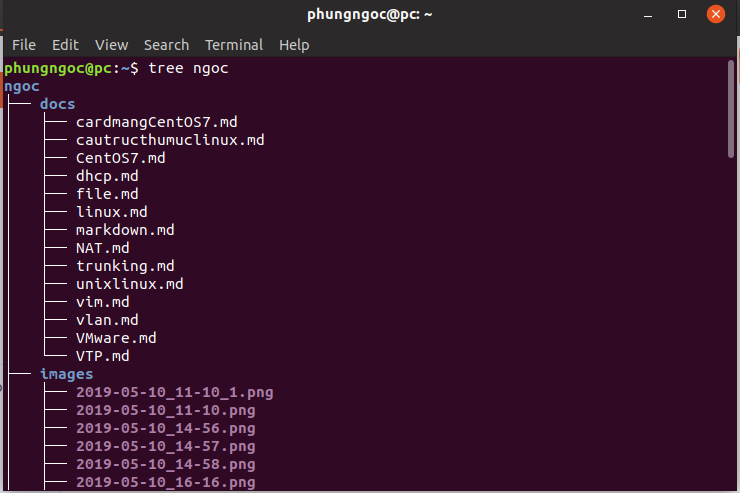 phungngoc@pc: ~
File Edit View Search Terminal Help
phungngoc@pc:~$ tree ngoc
ngoc
├── docs
│   ├── cardmangCentOS7.md
│   ├── cautructhumuclinux.md
│   ├── CentOS7.md
│   ├── dhcp.md
│   ├── file.md
│   ├── linux.md
│   ├── markdown.md
│   ├── NAT.md
│   ├── trunking.md
│   ├── unixlinux.md
│   ├── vim.md
│   ├── vlan.md
│   ├── VMware.md
│   └── VTP.md
├── images
│   ├── 2019-05-10_11-10_1.png
│   ├── 2019-05-10_11-10.png
│   ├── 2019-05-10_14-56.png
│   ├── 2019-05-10_14-57.png
│   ├── 2019-05-10_14-58.png
│   ├── 2019-05-10_16-16.png